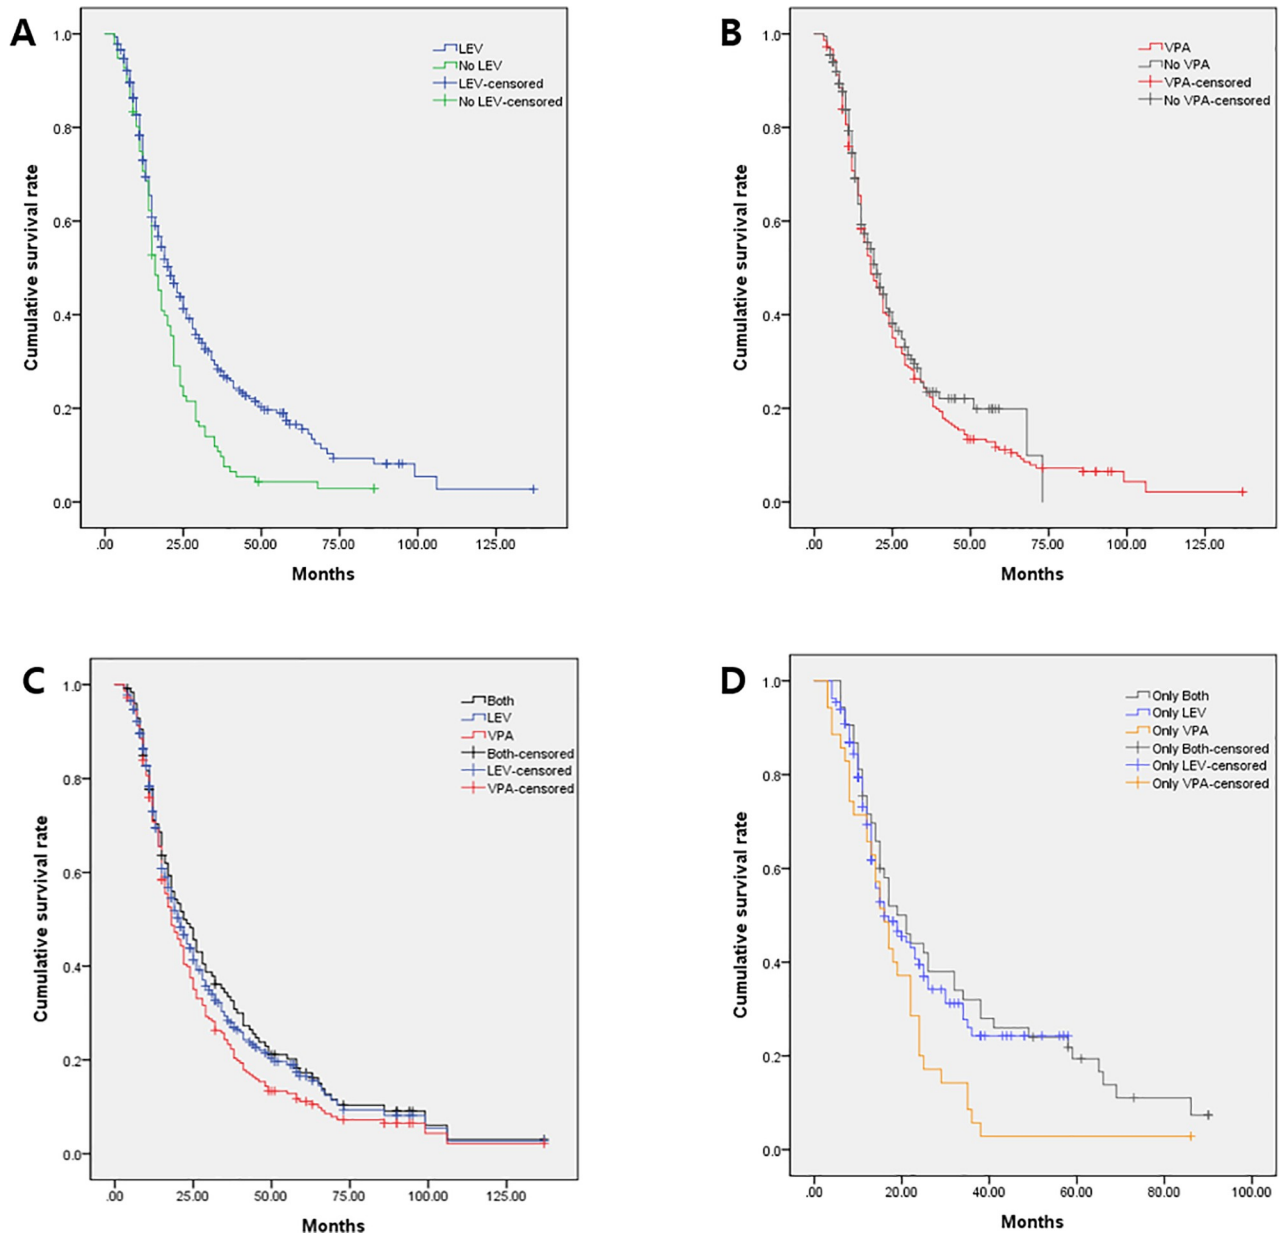 A
Cumulative survival rate
1.0
0.8
0.6
0.4
0.2
0.0
LEV
No LEV
LEV-censored
No LEV-censored
.00 25.00 50.00 75.00 100.00 125.00
Months
B
Cumulative survival rate
1.0
0.8
0.6
0.4
0.2
0.0
VPA
No VPA
VPA-censored
No VPA-censored
.00 25.00 50.00 75.00 100.00 125.00
Months
C
Cumulative survival rate
1.0
0.8
0.6
0.4
0.2
0.0
Both
LEV
VPA
Both-censored
LEV-censored
VPA-censored
.00 25.00 50.00 75.00 100.00 125.00
Months
D
Cumulative survival rate
1.0
0.8
0.6
0.4
0.2
0.0
Only Both
Only LEV
Only VPA
Only Both-censored
Only LEV-censored
Only VPA-censored
.00 20.00 40.00 60.00 80.00 100.00
Months